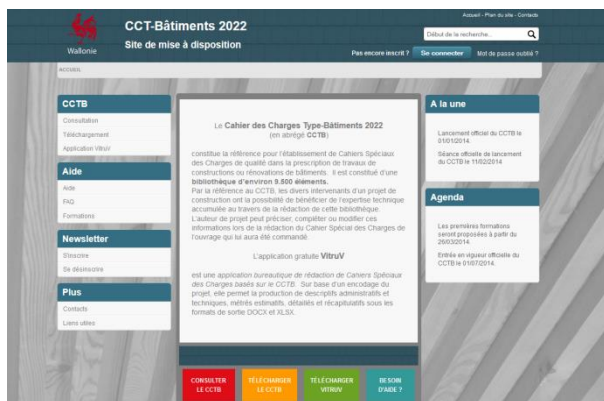 Accueil - Plan du site - Contacts
CCT-Bâtiments 2022
Site de mise à disposition
Wallonie
Début de la recherche...
Pas encore inscrit ?
Se connecter
Mot de passe oublié ?
ACCUEIL
CCTB
Consultation
Téléchargement
Application VitruV
Aide
Aide
FAQ
Formations
Newsletter
S'inscrire
Se désinscrire
Plus
Contacts
Liens utiles
Le Cahier des Charges Type-Bâtiments 2022
(en abrégé CCTB)
constitue la référence pour l'établissement de Cahiers Spéciaux
des Charges de qualité dans la prescription de travaux de
constructions ou rénovations de bâtiments. Il est constitué d'une
bibliothèque d'environ 9.800 éléments.
Par la référence au CCTB, les divers intervenants d'un projet de
construction ont la possibilité de bénéficier de l'expertise technique
accumulée au travers de la rédaction de cette bibliothèque.
L'auteur de projet peut préciser, compléter ou modifier ces
informations lors de la rédaction du Cahier Spécial des Charges de
l'ouvrage qui lui aura été commandé.
L'application gratuite VitruV
est une application bureautique de rédaction de Cahiers Spéciaux
des Charges basés sur le CCTB. Sur base d'un encodage du
projet, elle permet la production de descriptifs administratifs et
techniques, métrés estimatifs, détaillés et récapitulatifs sous les
formats de sortie DOCX et XLSX.
CONSULTER
LE CCTB
TÉLÉCHARGER
LE CCTB
TÉLÉCHARGER
VITRUV
BESOIN
D'AIDE ?
A la une
Lancement officiel du CCTB le
01/01/2014.
Séance officielle de lancement
du CCTB le 11/02/2014
Agenda
Les premières formations
seront proposées à partir du
26/03/2014.
Entrée en vigueur officielle du
CCTB le 01/07/2014.